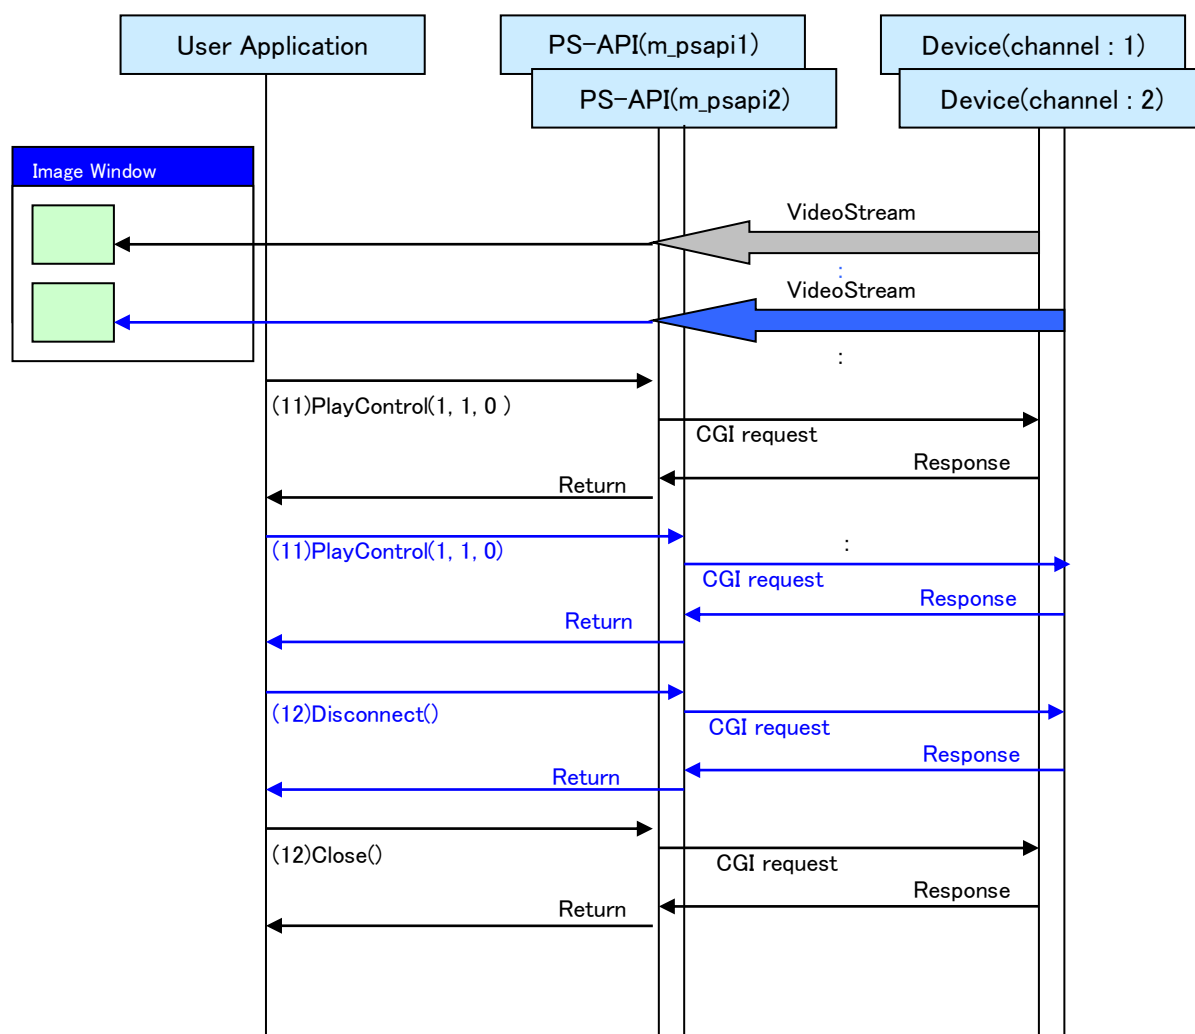 User Application
PS-API(m_psapi1)
Device(channel : 1)
PS-API(m_psapi2)
Device(channel : 2)
Image Window
VideoStream
:
VideoStream
:
(11)PlayControl(1, 1, 0 )
CGI request
Response
Return
(11)PlayControl(1, 1, 0)
:
CGI request
Response
Return
(12)Disconnect()
CGI request
Response
Return
(12)Close()
CGI request
Response
Return